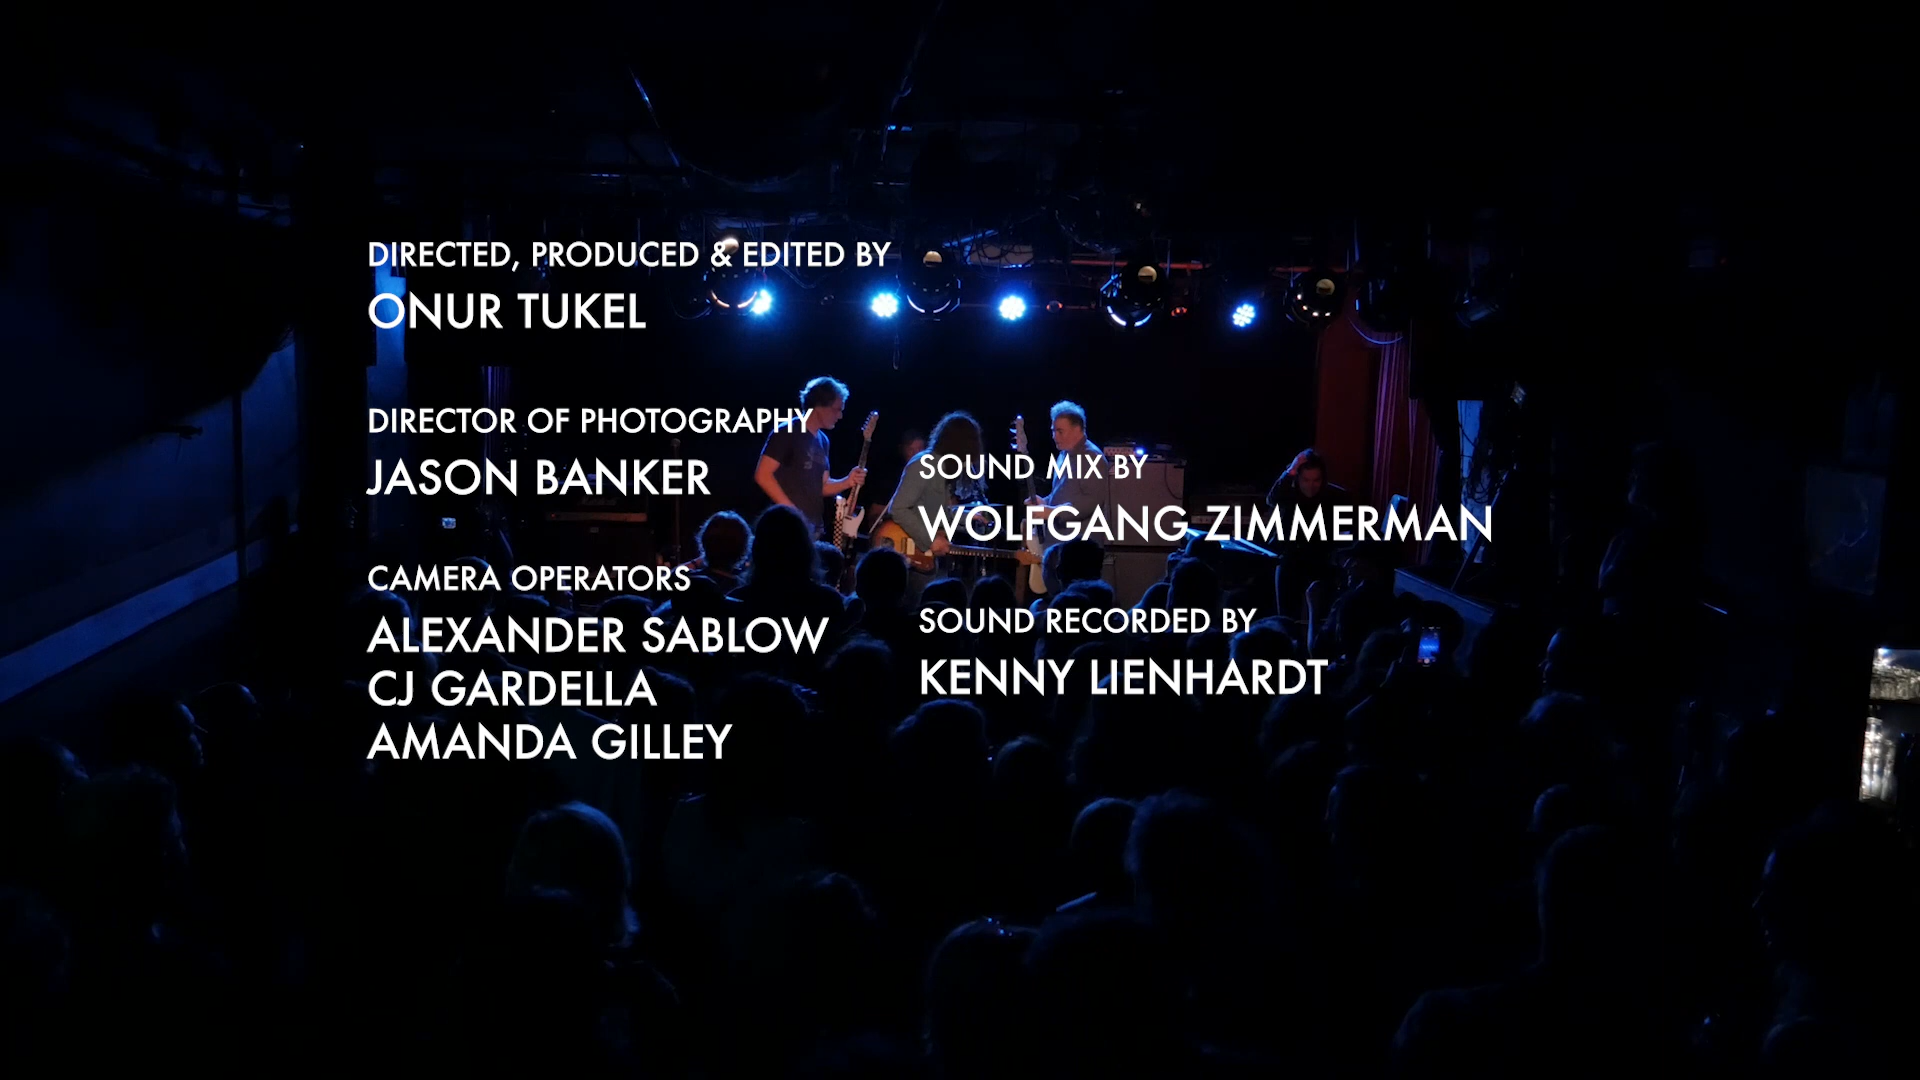 DIRECTED, PRODUCED & EDITED BY
ONUR TUKEL
DIRECTOR OF PHOTOGRAPHY
JASON BANKER
CAMERA OPERATORS
ALEXANDER SABLOW
CJ GARDELLA
AMANDA GILLEY
SOUND MIX BY
WOLFGANG ZIMMERMAN
SOUND RECORDED BY
KENNY LIENHARDT